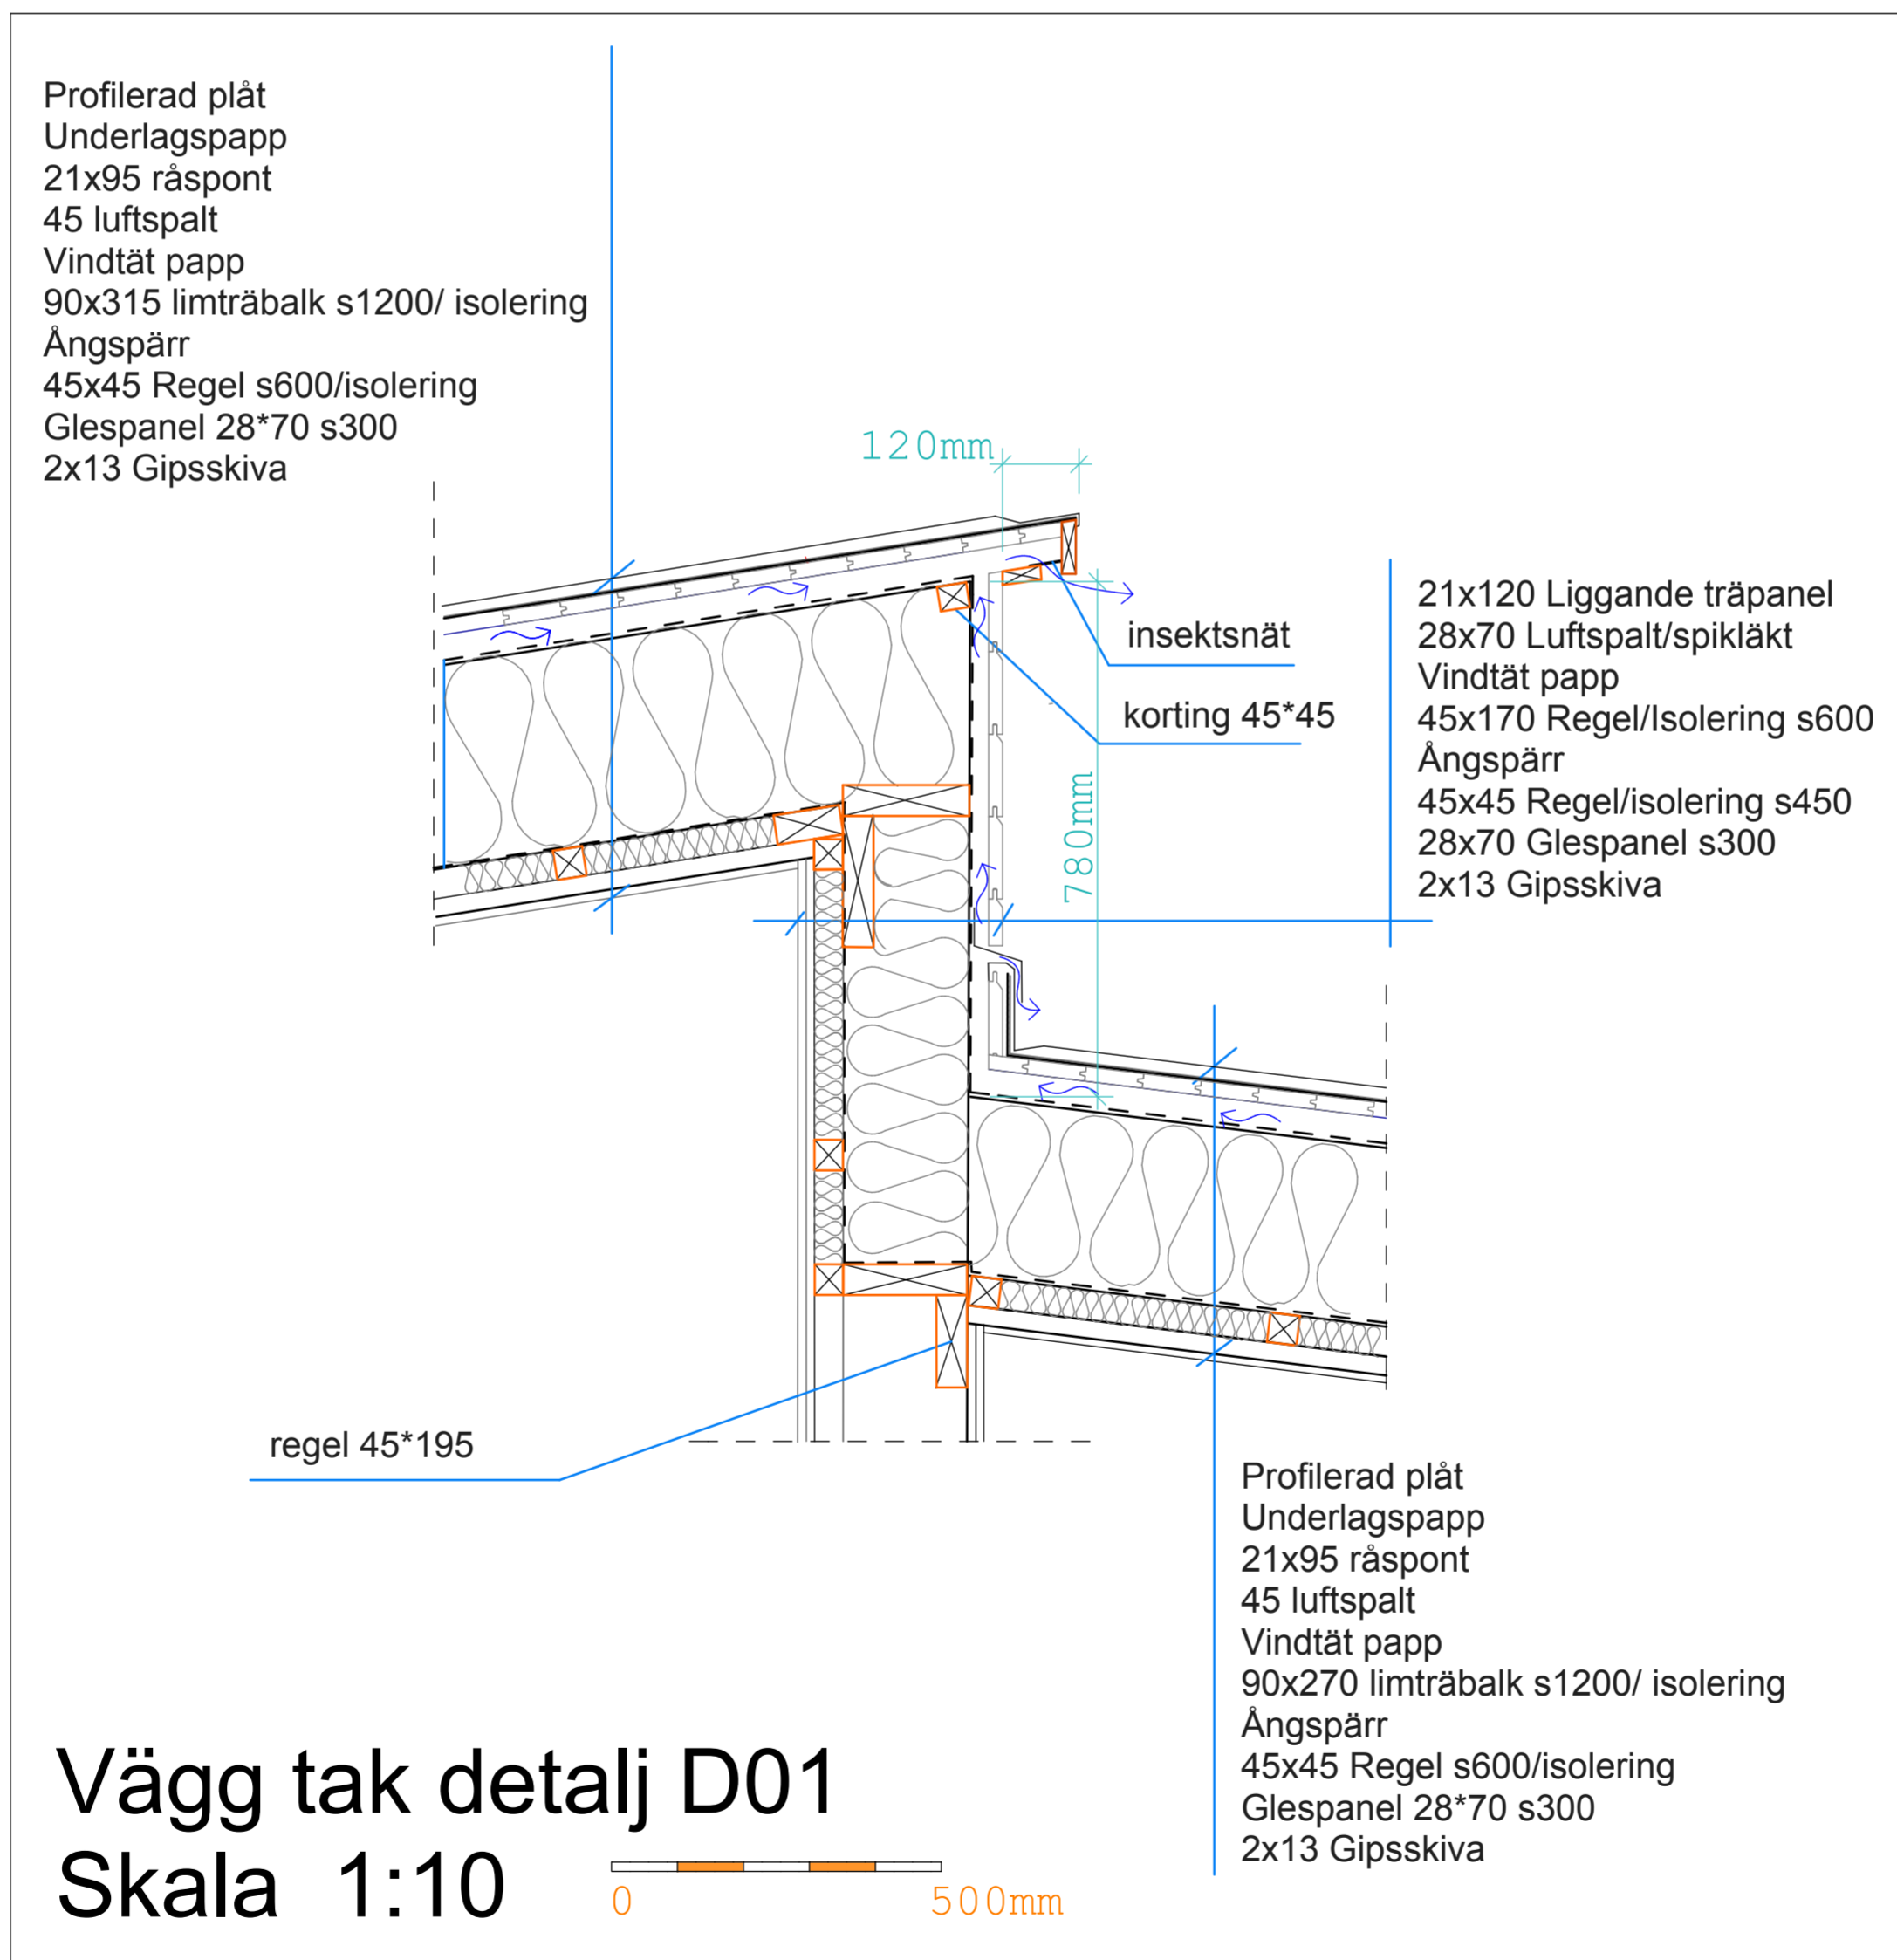 Profilerad plåt
Underlagspapp
21x95 råspont
45 luftspalt
Vindtät papp
90x315 limträbalk s1200/ isolering
Ångspärr
45x45 Regel s600/isolering
Glespanel 28*70 s300
2x13 Gipsskiva
120mm
insektsnät
korting 45*45
780mm
21x120 Liggande träpanel
28x70 Luftspalt/spikläkt
Vindtät papp
45x170 Regel/Isolering s600
Ångspärr
45x45 Regel/isolering s450
28x70 Glespanel s300
2x13 Gipsskiva
regel 45*195
Profilerad plåt
Underlagspapp
21x95 råspont
45 luftspalt
Vindtät papp
90x270 limträbalk s1200/ isolering
Ångspärr
45x45 Regel s600/isolering
Glespanel 28*70 s300
2x13 Gipsskiva
Vägg tak detalj D01
Skala 1:10
0 500mm